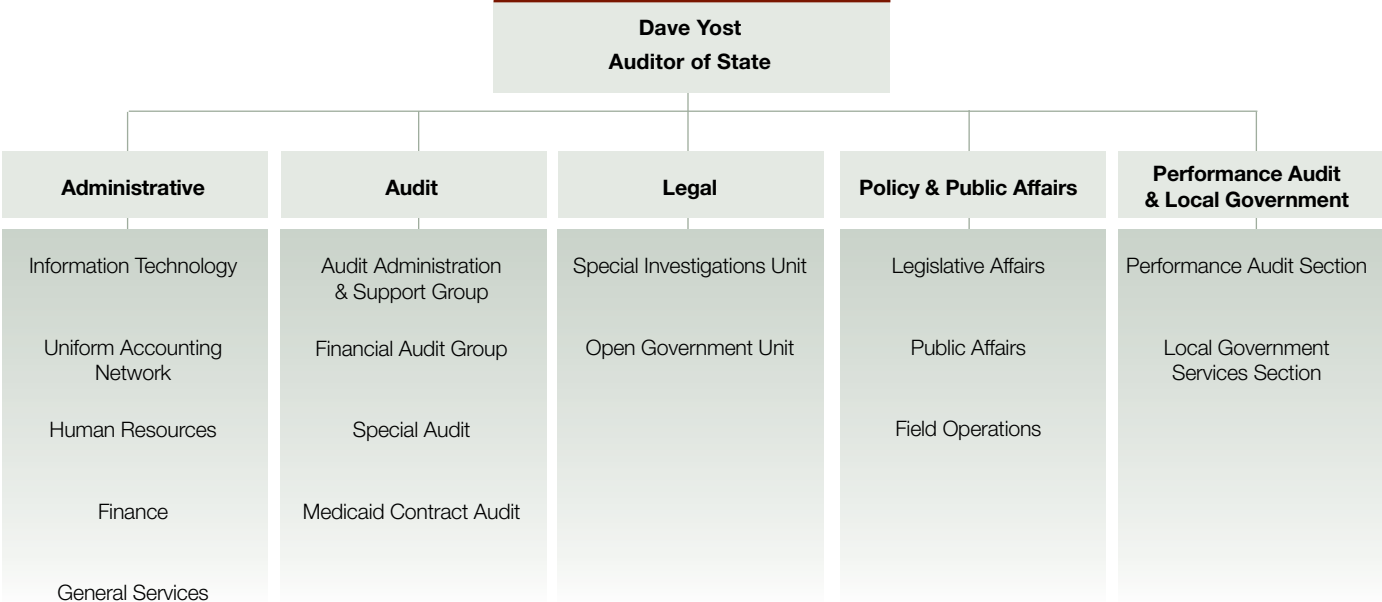 Dave Yost
Auditor of State
Administrative
Information Technology
Uniform Accounting
Network
Human Resources
Finance
General Services
Audit
Audit Administration
& Support Group
Financial Audit Group
Special Audit
Medicaid Contract Audit
Legal
Special Investigations Unit
Open Government Unit
Policy & Public Affairs
Legislative Affairs
Public Affairs
Field Operations
Performance Audit
& Local Government
Performance Audit Section
Local Government
Services Section